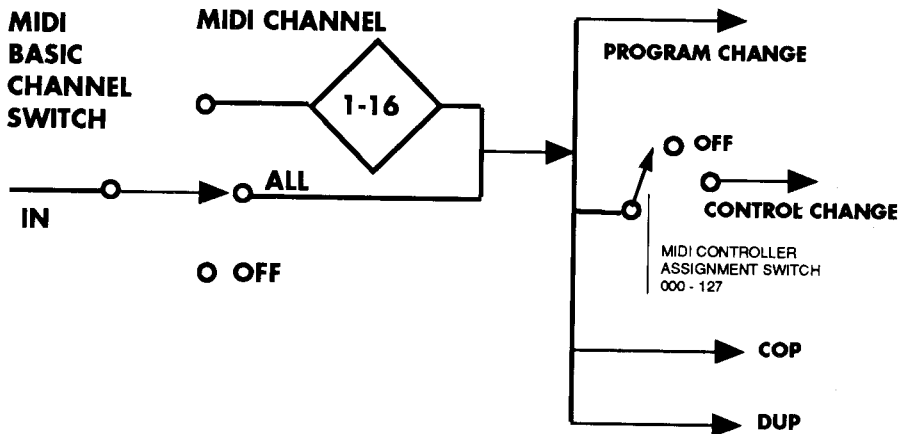 MIDI
BASIC
CHANNEL
SWITCH
IN
MIDI CHANNEL
1-16
ALL
OFF
PROGRAM CHANGE
OFF
CONTROL CHANGE
MIDI CONTROLLER
ASSIGNMENT SWITCH
000 - 127
COP
DUP